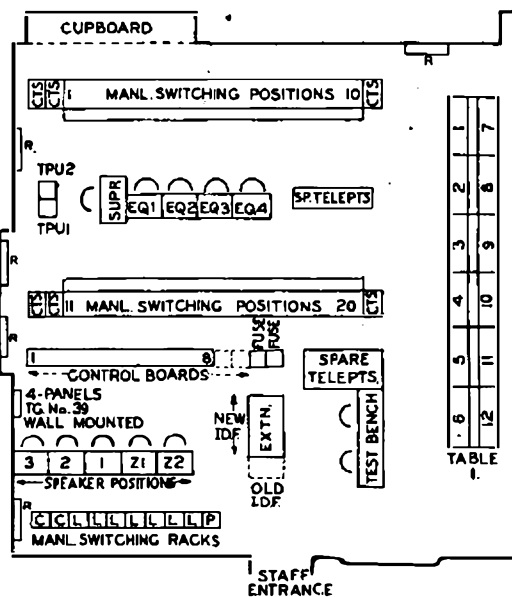 CUPBOARD
R
CTS CTS 1 MANL. SWITCHING POSITIONS 10 CTS
R
TPU2
TPU1
SUPR
EQ1 EQ2 EQ3 EQ4
SP. TELEPTS
1 7
2 8
3 9
4 10
5 11
6 12
TABLE
1.
R
CTS CTS 11 MANL. SWITCHING POSITIONS 20 CTS
R
FUSE
FUSE
1 8
CONTROL BOARDS
SPARE
TELEPTS.
4-PANELS
TG. No. 39
WALL MOUNTED
NEW
I.D.F.
EXTN.
TEST BENCH
3 2 1 Z1 Z2
SPEAKER POSITIONS
OLD
I.D.F.
R
C C L L L L L L L P
MANL. SWITCHING RACKS
STAFF
ENTRANCE